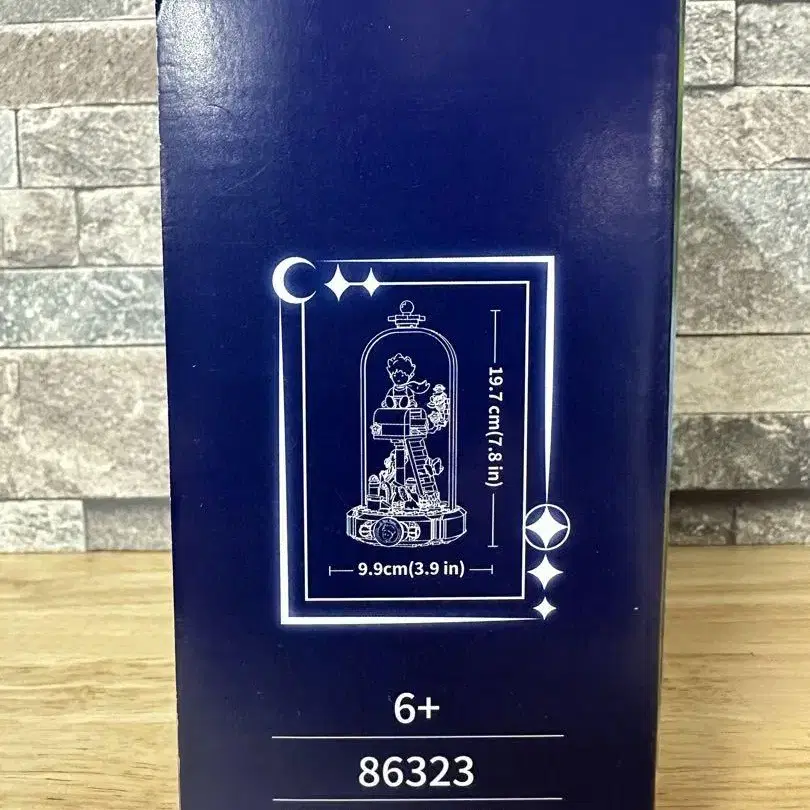 19.7 cm(7.8 in)
9.9cm(3.9 in)
6+
86323